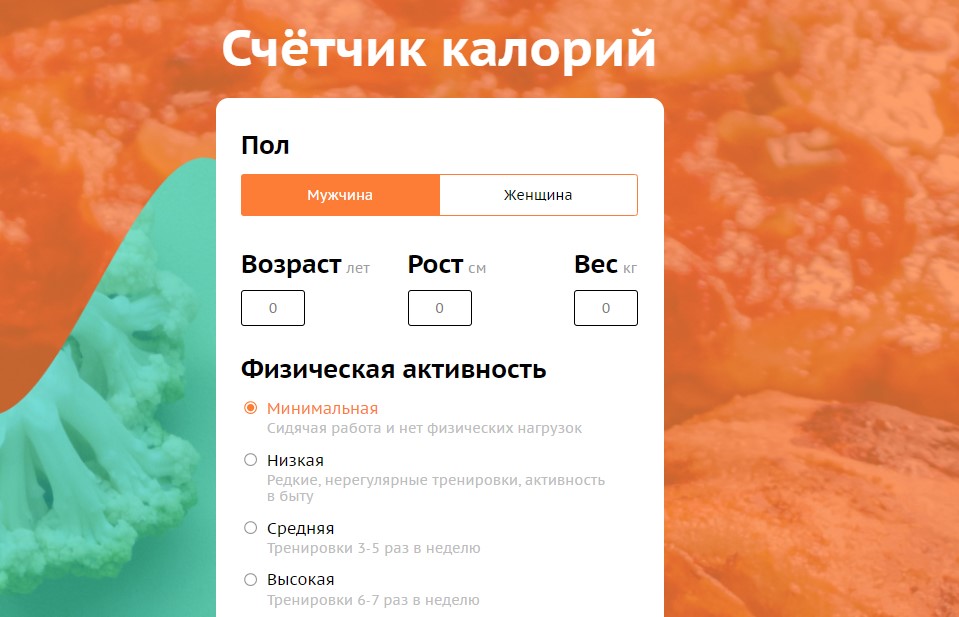 Счётчик калорий
Пол
Мужчина Женщина
Возраст лет Рост см Вес кг
0 0 0
Физическая активность
Минимальная
Сидячая работа и нет физических нагрузок
Низкая
Редкие, нерегулярные тренировки, активность
в быту
Средняя
Тренировки 3-5 раз в неделю
Высокая
Тренировки 6-7 раз в неделю